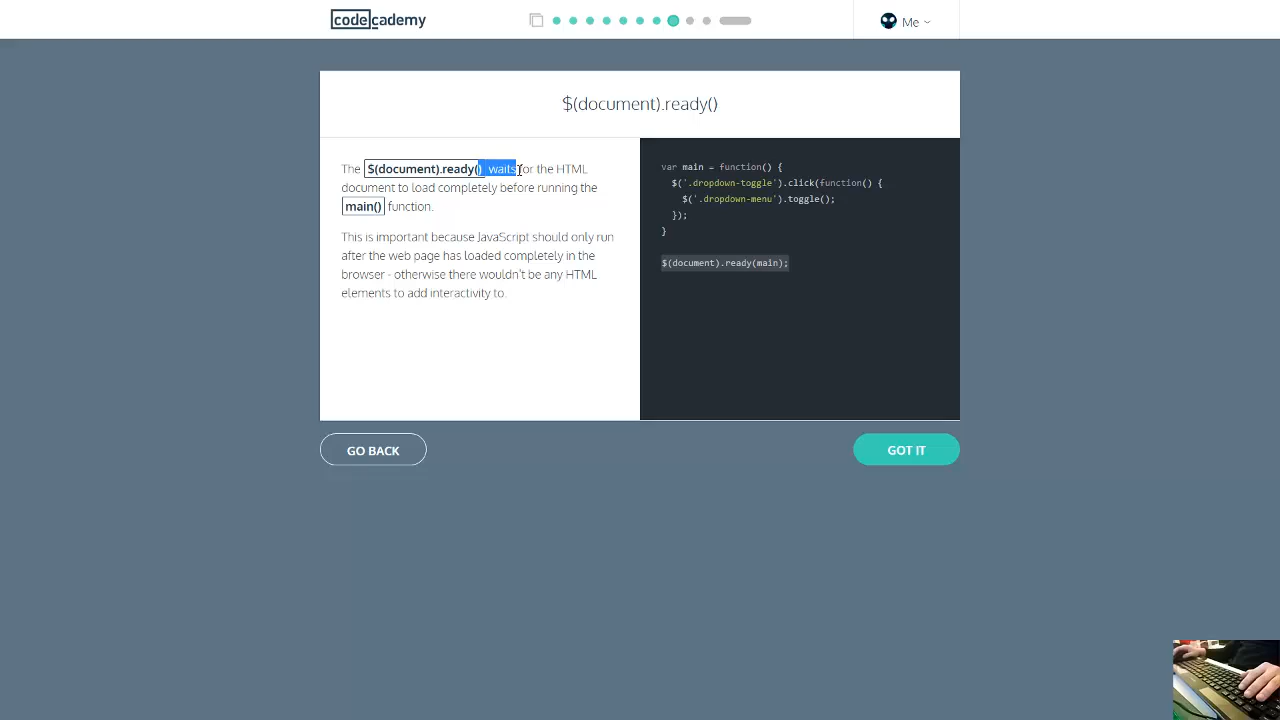 codecademy
Me
$(document).ready()
The $(document).ready() waits for the HTML
document to load completely before running the
main() function.
This is important because JavaScript should only run
after the web page has loaded completely in the
browser - otherwise there wouldn't be any HTML
elements to add interactivity to.
var main = function() {
$('.dropdown-toggle').click(function() {
$('.dropdown-menu').toggle();
});
}
$(document).ready(main);
GO BACK
GOT IT